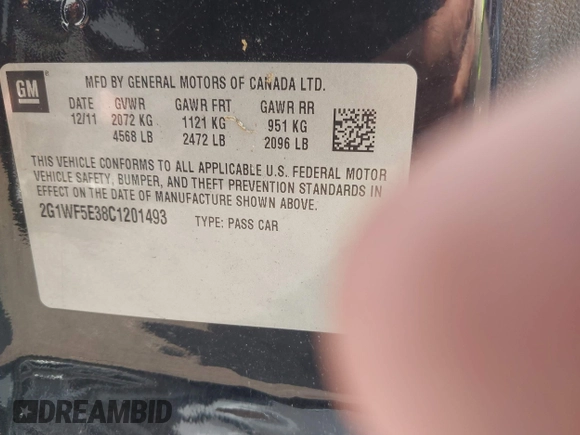 GM
MFD BY GENERAL MOTORS OF CANADA LTD.
DATE GVWR GAWR FRT GAWR RR
12/11 2072 KG 1121 KG 951 KG
4568 LB 2472 LB 2096 LB
THIS VEHICLE CONFORMS TO ALL APPLICABLE U.S. FEDERAL MOTOR
VEHICLE SAFETY, BUMPER, AND THEFT PREVENTION STANDARDS IN
EFFECT ON THE DATE OF MANUFACTURE SHOWN ABOVE.
2G1WF5E38C1201493 TYPE: PASS CAR
DREAMBID